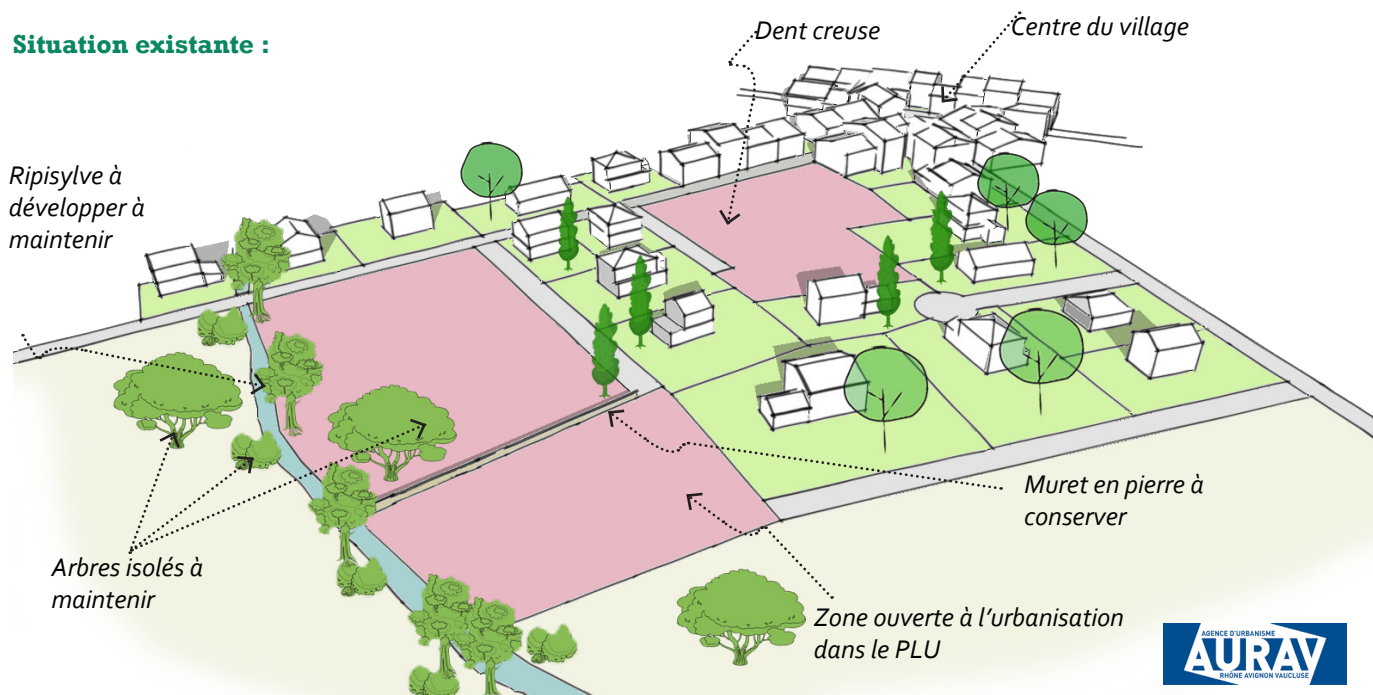 Situation existante :
Dent creuse
Centre du village
Ripisylve à
développer à
maintenir
Muret en pierre à
conserver
Arbres isolés à
maintenir
Zone ouverte à l'urbanisation
dans le PLU
AGENCE D'URBANISME
AURAV
RHÔNE AVIGNON VAUCLUSE